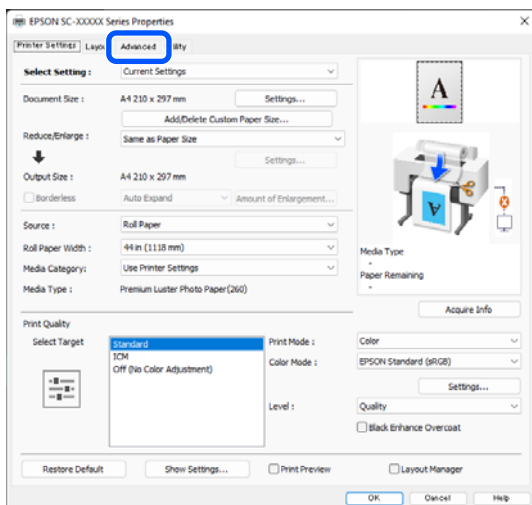 EPSON SC-XXXXX Series Properties
Printer Settings Layou Advanced ility
Select Setting : Current Settings
Document Size : A4 210 x 297 mm Settings...
Add/Delete Custom Paper Size...
Reduce/Enlarge : Same as Paper Size
Settings...
Output Size : A4 210 x 297 mm
Borderless Auto Expand Amount of Enlargement...
Source : Roll Paper
Roll Paper Width : 44 in (1118 mm)
Media Category: Use Printer Settings
Media Type : Premium Luster Photo Paper(260)
A
A
Media Type
-
Paper Remaining
-
Acquire Info
Print Quality
Select Target
Standard
ICM
Off (No Color Adjustment)
Print Mode : Color
Color Mode : EPSON Standard (sRGB)
Settings...
Level : Quality
Black Enhance Overcoat
Restore Default Show Settings... Print Preview Layout Manager
OK Cancel Help